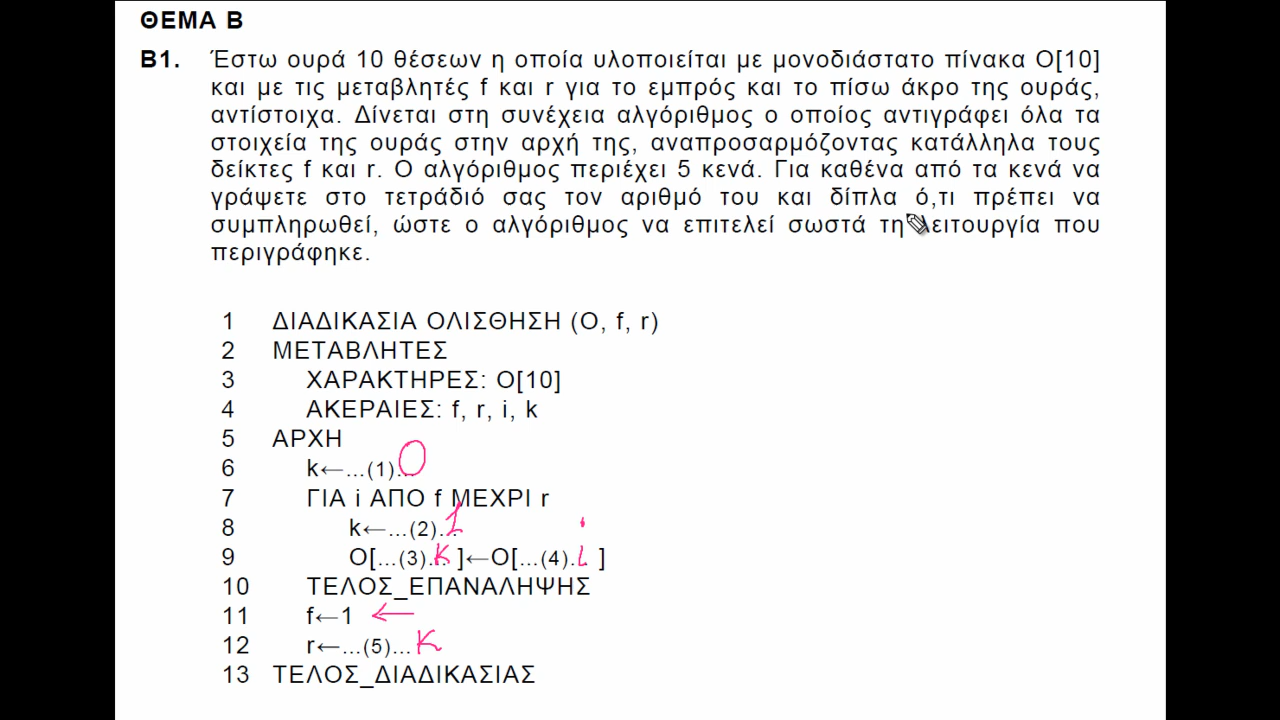 ΘΕΜΑ Β
Β1. Έστω ουρά 10 θέσεων η οποία υλοποιείται με μονοδιάστατο πίνακα Ο[10]
και με τις μεταβλητές f και r για το εμπρός και το πίσω άκρο της ουράς,
αντίστοιχα. Δίνεται στη συνέχεια αλγόριθμος ο οποίος αντιγράφει όλα τα
στοιχεία της ουράς στην αρχή της, αναπροσαρμόζοντας κατάλληλα τους
δείκτες f και r. Ο αλγόριθμος περιέχει 5 κενά. Για καθένα από τα κενά να
γράψετε στο τετράδιό σας τον αριθμό του και δίπλα ό,τι πρέπει να
συμπληρωθεί, ώστε ο αλγόριθμος να επιτελεί σωστά τη λειτουργία που
περιγράφηκε.
1 ΔΙΑΔΙΚΑΣΙΑ ΟΛΙΣΘΗΣΗ (Ο, f, r)
2 ΜΕΤΑΒΛΗΤΕΣ
3 ΧΑΡΑΚΤΗΡΕΣ: Ο[10]
4 ΑΚΕΡΑΙΕΣ: f, r, i, k
5 ΑΡΧΗ
6 k←...(1)... 0
7 ΓΙΑ i ΑΠΟ f ΜΕΧΡΙ r
8 k←...(2)... 1
9 Ο[...(3)... k ]←Ο[...(4)... i ]
10 ΤΕΛΟΣ_ΕΠΑΝΑΛΗΨΗΣ
11 f←1 ←
12 r←...(5)... k
13 ΤΕΛΟΣ_ΔΙΑΔΙΚΑΣΙΑΣ